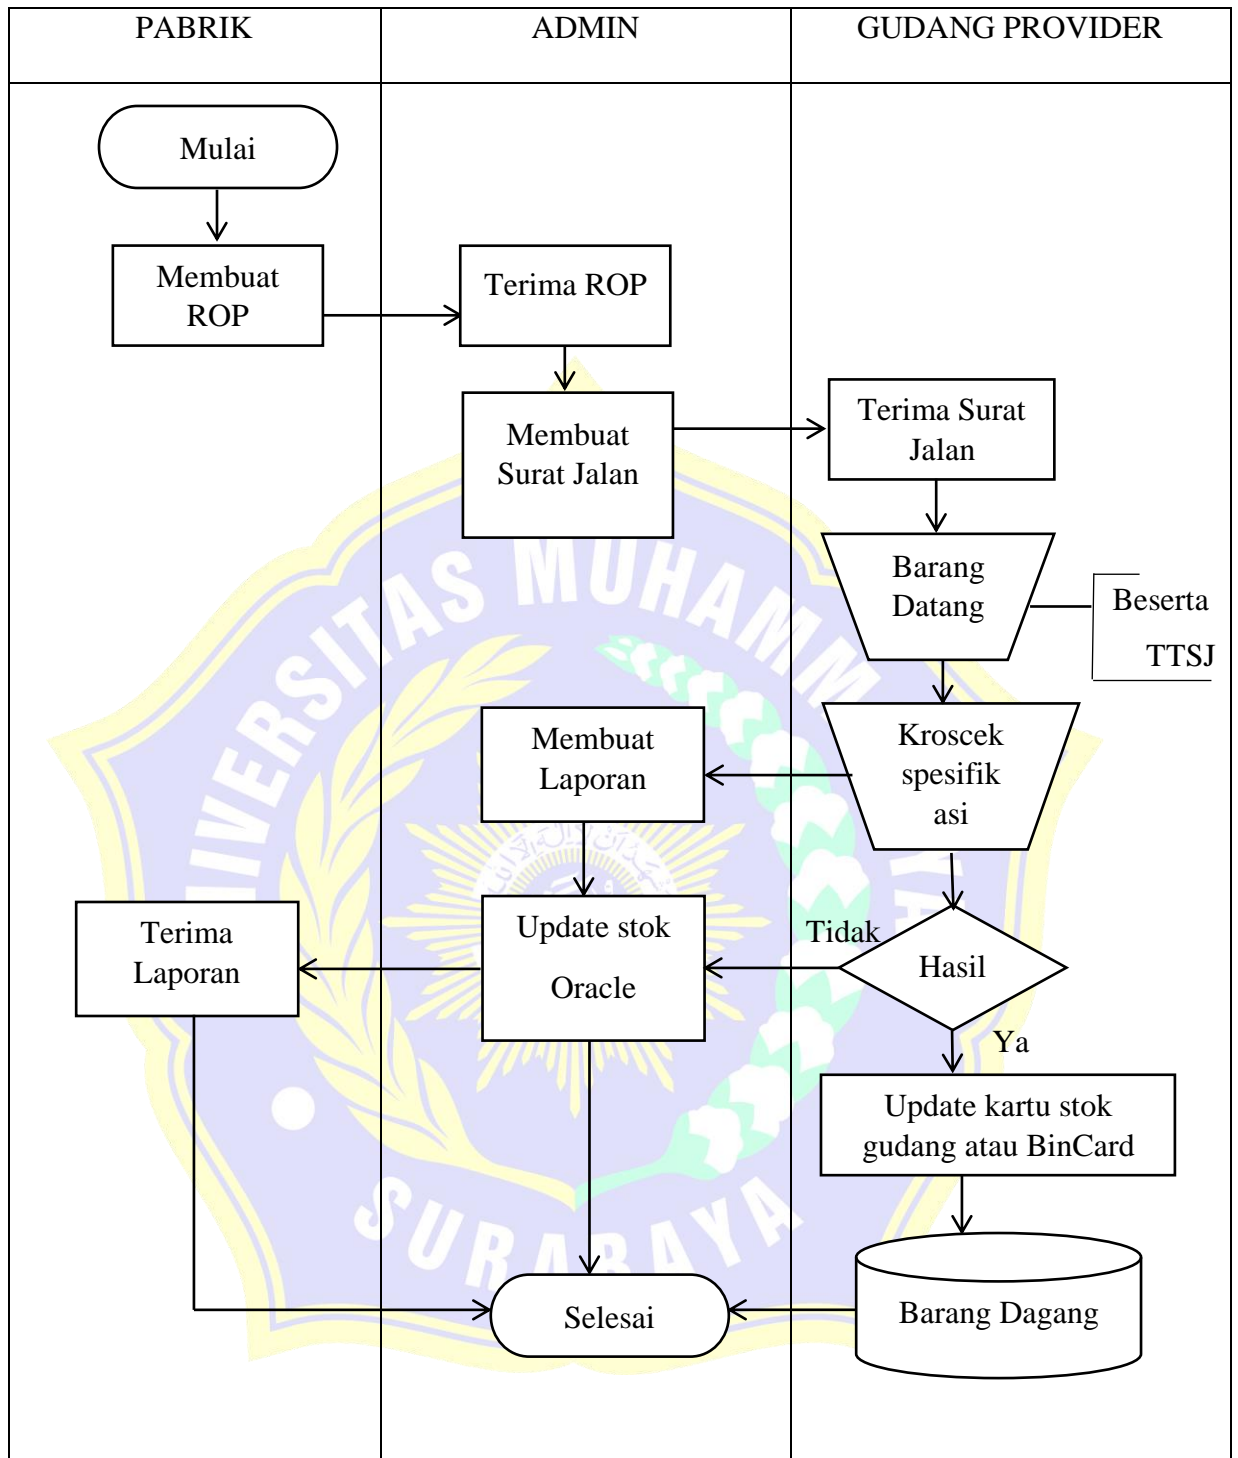 PABRIK
ADMIN
GUDANG PROVIDER
Mulai
Membuat
ROP
Terima ROP
Membuat
Surat Jalan
Terima Surat
Jalan
Barang
Datang
Beserta
TTSJ
Kroscek
spesifik
asi
Membuat
Laporan
Terima
Laporan
Update stok
Oracle
Tidak
Hasil
Ya
Update kartu stok
gudang atau BinCard
Barang Dagang
Selesai
SURABAYA